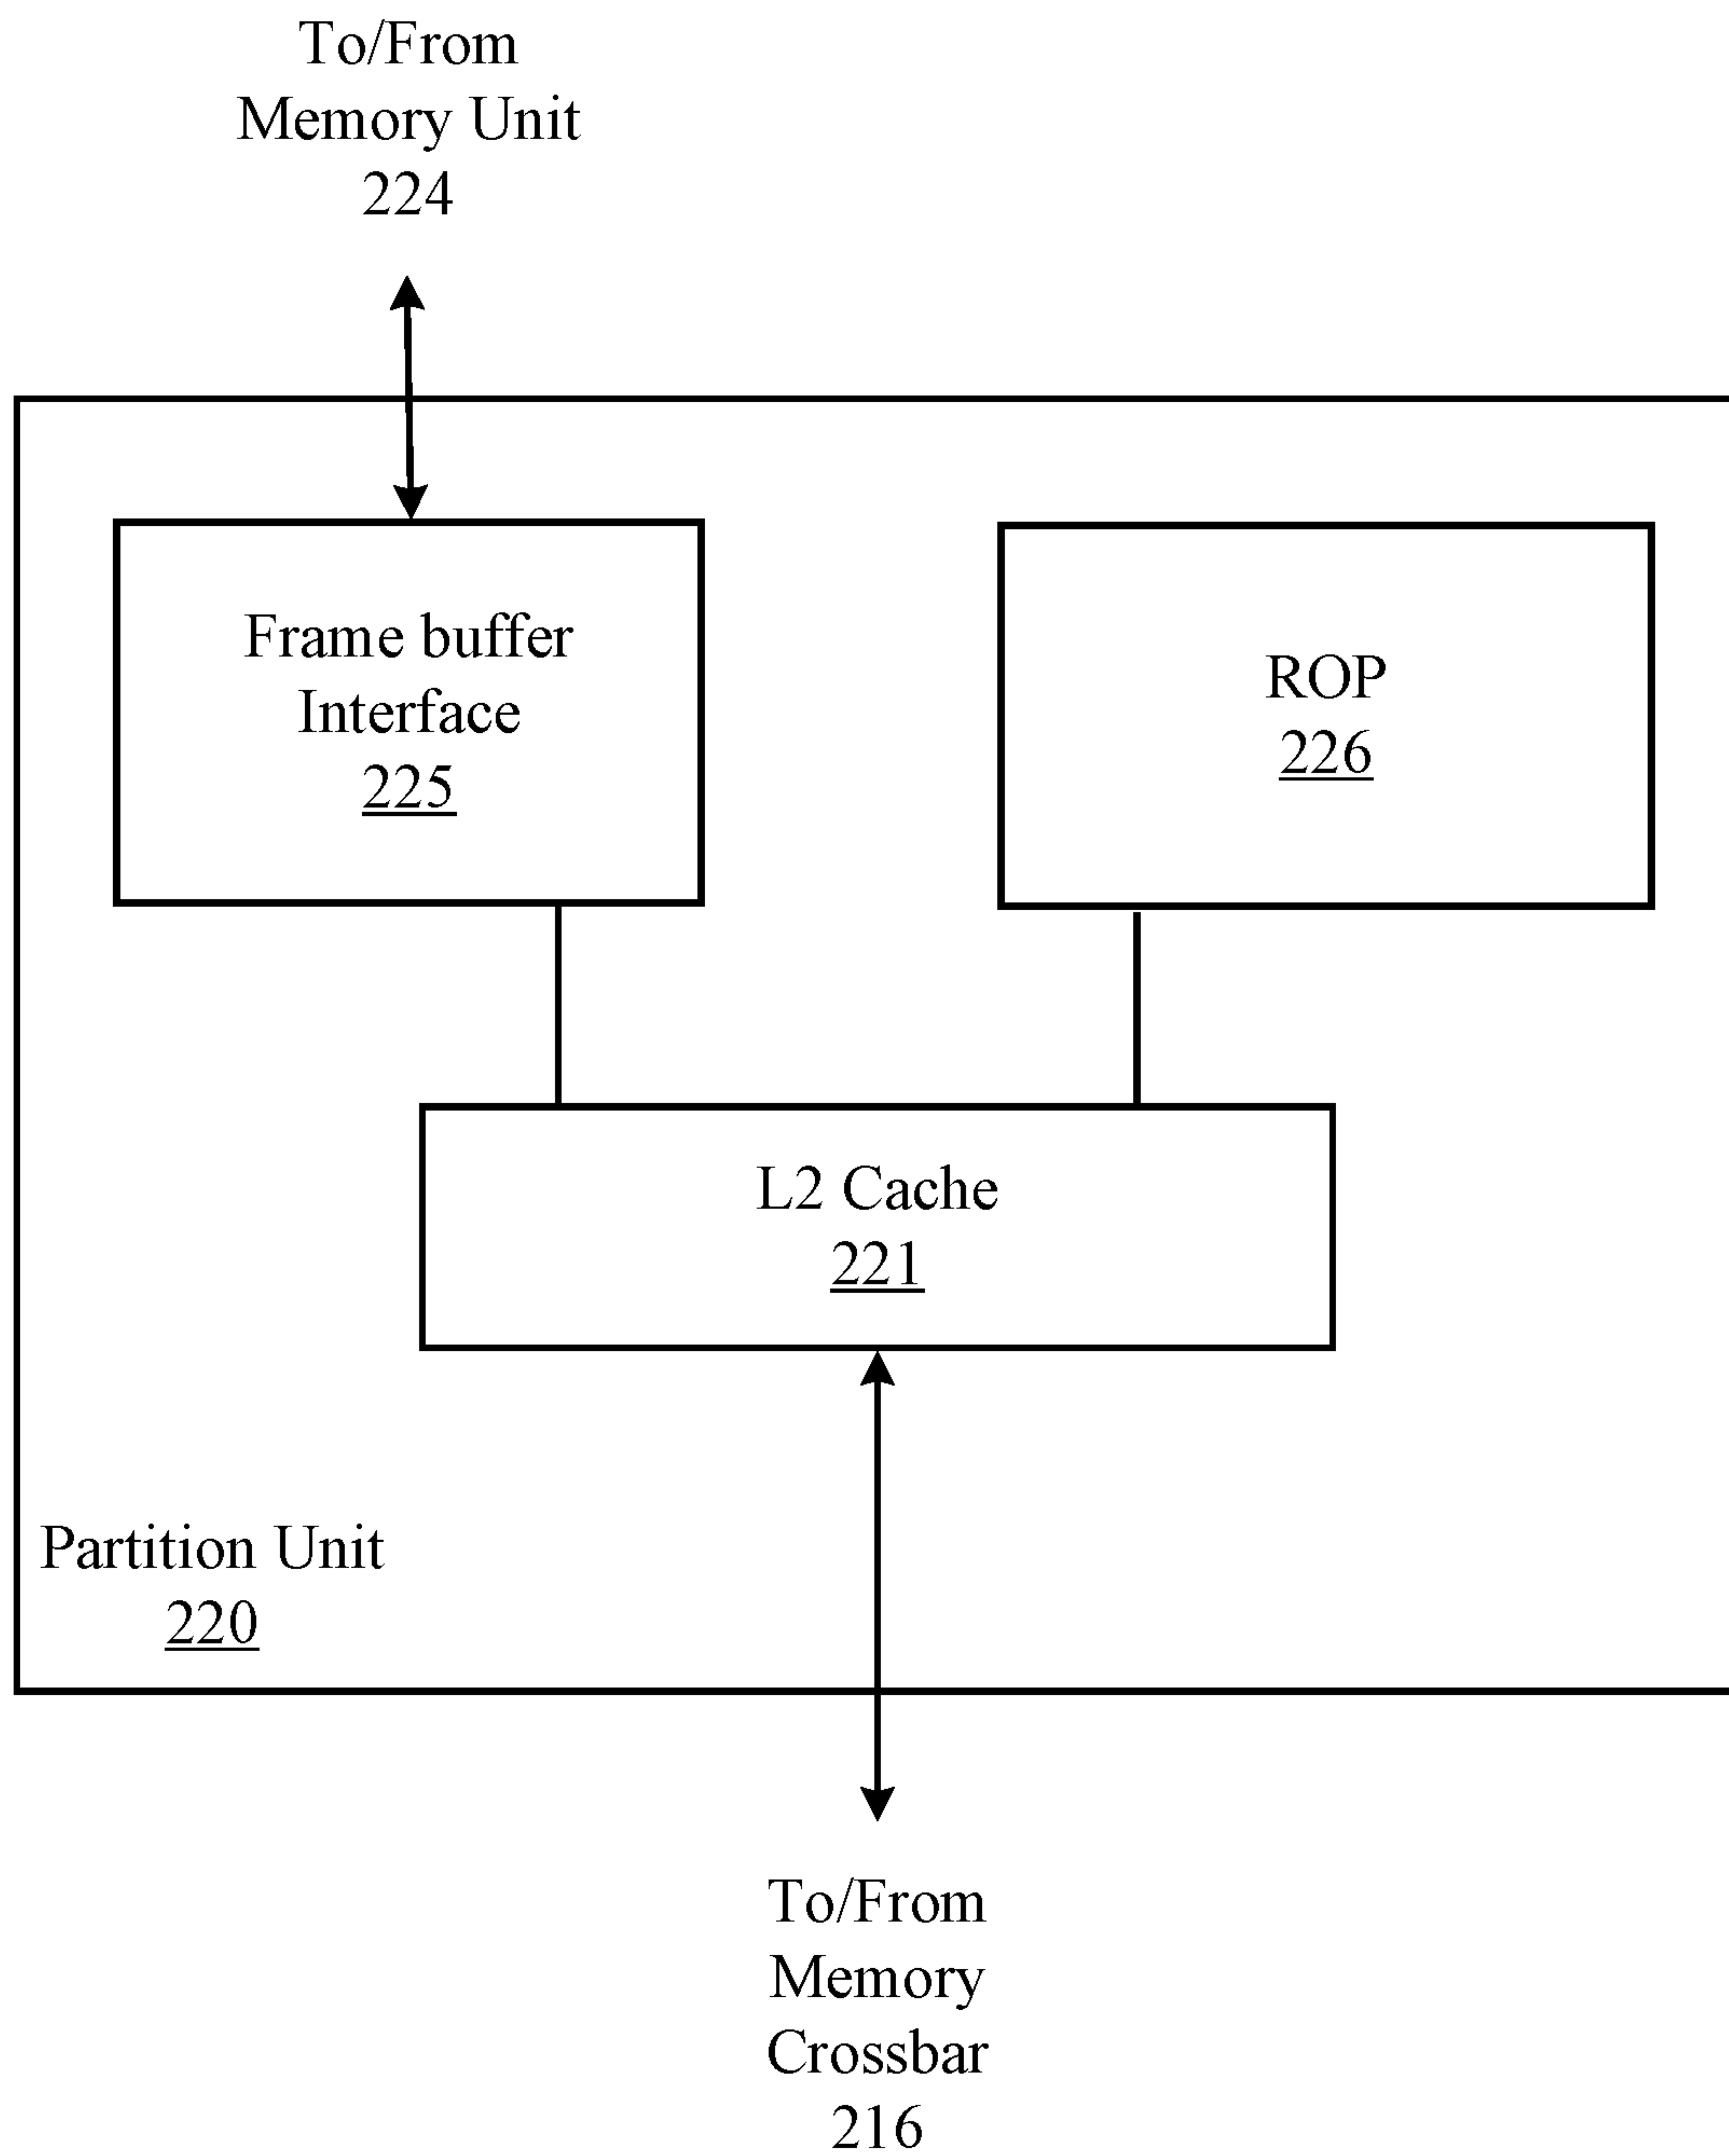 To/From
Memory Unit
224
Frame buffer
Interface
225
ROP
226
L2 Cache
221
Partition Unit
220
To/From
Memory
Crossbar
216